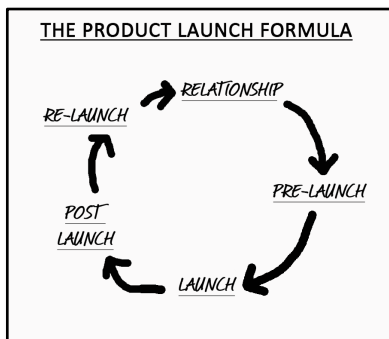 THE PRODUCT LAUNCH FORMULA
RELATIONSHIP
RE-LAUNCH
PRE-LAUNCH
POST
LAUNCH
LAUNCH